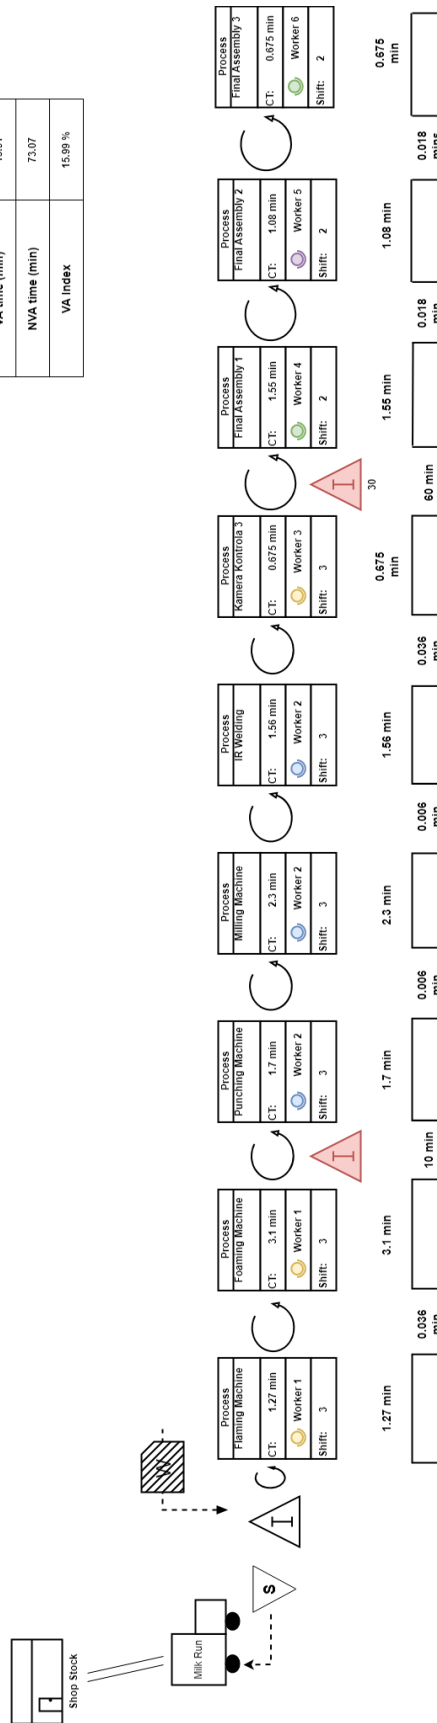 Shop Stock
Milk Run
S
W
I
Process
Flaming Machine
CT: 1.27 min
Worker 1
Shift: 3
Process
Foaming Machine
CT: 3.1 min
Worker 1
Shift: 3
I
Process
Punching Machine
CT: 1.7 min
Worker 2
Shift: 3
Process
Milling Machine
CT: 2.3 min
Worker 2
Shift: 3
Process
IR Welding
CT: 1.56 min
Worker 2
Shift: 3
Process
Kamera Kontrola 3
CT: 0.675 min
Worker 3
Shift: 3
I
30
Process
Final Assembly 1
CT: 1.55 min
Worker 4
Shift: 2
Process
Final Assembly 2
CT: 1.08 min
Worker 5
Shift: 2
Process
Final Assembly 3
CT: 0.675 min
Worker 6
Shift: 2
1.27 min
0.036
min
3.1 min
10 min
1.7 min
0.006
min
2.3 min
0.006
min
1.56 min
0.036
min
0.675
min
60 min
1.55 min
0.018
min
1.08 min
0.018
mins
0.675
min
VA time (min)
NVA time (min) 73.07
VA Index 15.99 %